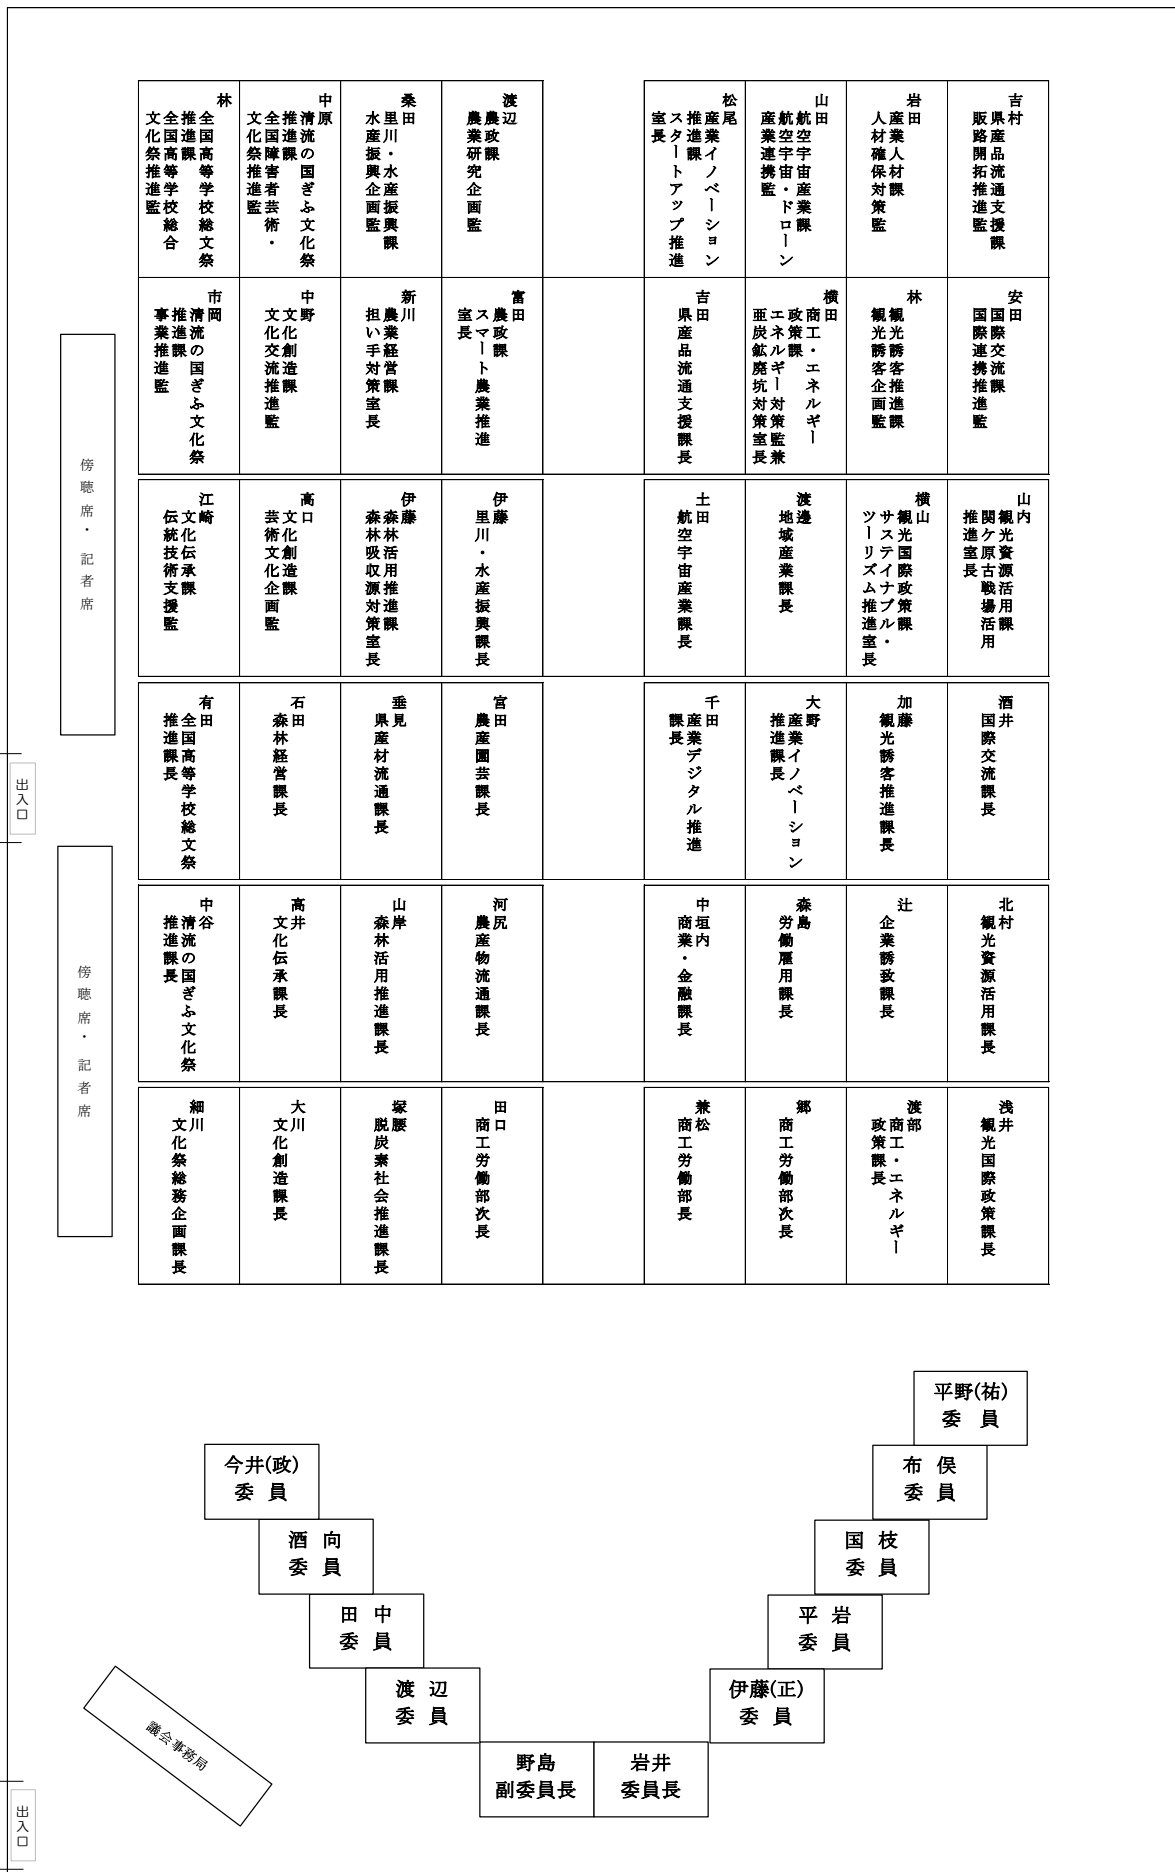 林
全国高等学校総文祭
推進課
全国高等学校総合
文化祭推進監
中原
清流の国ぎふ文化祭
推進課
全国障害者芸術・
文化祭推進監
桑田
里川・水産振興課
水産振興企画監
渡辺
農政課
農業研究企画監
松尾
産業イノベーション
推進課
スタートアップ推進
室長
山田
航空宇宙産業課
航空宇宙・ドローン
産業連携監
岩田
産業人材課
人材確保対策監
吉村
県産品流通支援課
販路開拓推進監
市岡
清流の国ぎふ文化祭
推進課
事業推進監
中野
文化創造課
文化交流推進監
新川
農業経営課
担い手対策室長
富田
農政課
スマート農業推進
室長
吉田
県産品流通支援課長
横田
商工・エネルギー
政策課
エネルギー対策監兼
亜炭鉱廃坑対策室長
林
観光誘客推進課
観光誘客企画監
安田
国際交流課
国際連携推進監
江崎
文化伝承課
伝統技術支援監
高口
文化創造課
芸術文化企画監
伊藤
森林活用推進課
森林吸収源対策室長
伊藤
里川・水産振興課長
土田
航空宇宙産業課長
渡邊
地域産業課長
横山
観光国際政策課
サステイナブル・
ツーリズム推進室長
山内
観光資源活用課
関ケ原古戦場活用
推進室長
有田
全国高等学校総文祭
推進課長
石田
森林経営課長
垂見
県産材流通課長
宮田
農産園芸課長
千田
産業デジタル推進
課長
大野
産業イノベーション
推進課長
加藤
観光誘客推進課長
酒井
国際交流課長
中谷
清流の国ぎふ文化祭
推進課長
高井
文化伝承課長
山岸
森林活用推進課長
河尻
農産物流通課長
中垣内
商業・金融課長
森島
労働雇用課長
辻
企業誘致課長
北村
観光資源活用課長
細川
文化祭総務企画課長
大川
文化創造課長
塚腰
脱炭素社会推進課長
田口
商工労働部次長
兼松
商工労働部長
郷
商工労働部次長
渡部
商工・エネルギー
政策課長
浅井
観光国際政策課長
傍聴席・記者席
出入口
傍聴席・記者席
平野(祐)
委員
今井(政)
委員
布俣
委員
酒向
委員
国枝
委員
田中
委員
平岩
委員
渡辺
委員
伊藤(正)
委員
議会事務局
野島
副委員長
岩井
委員長
出入口